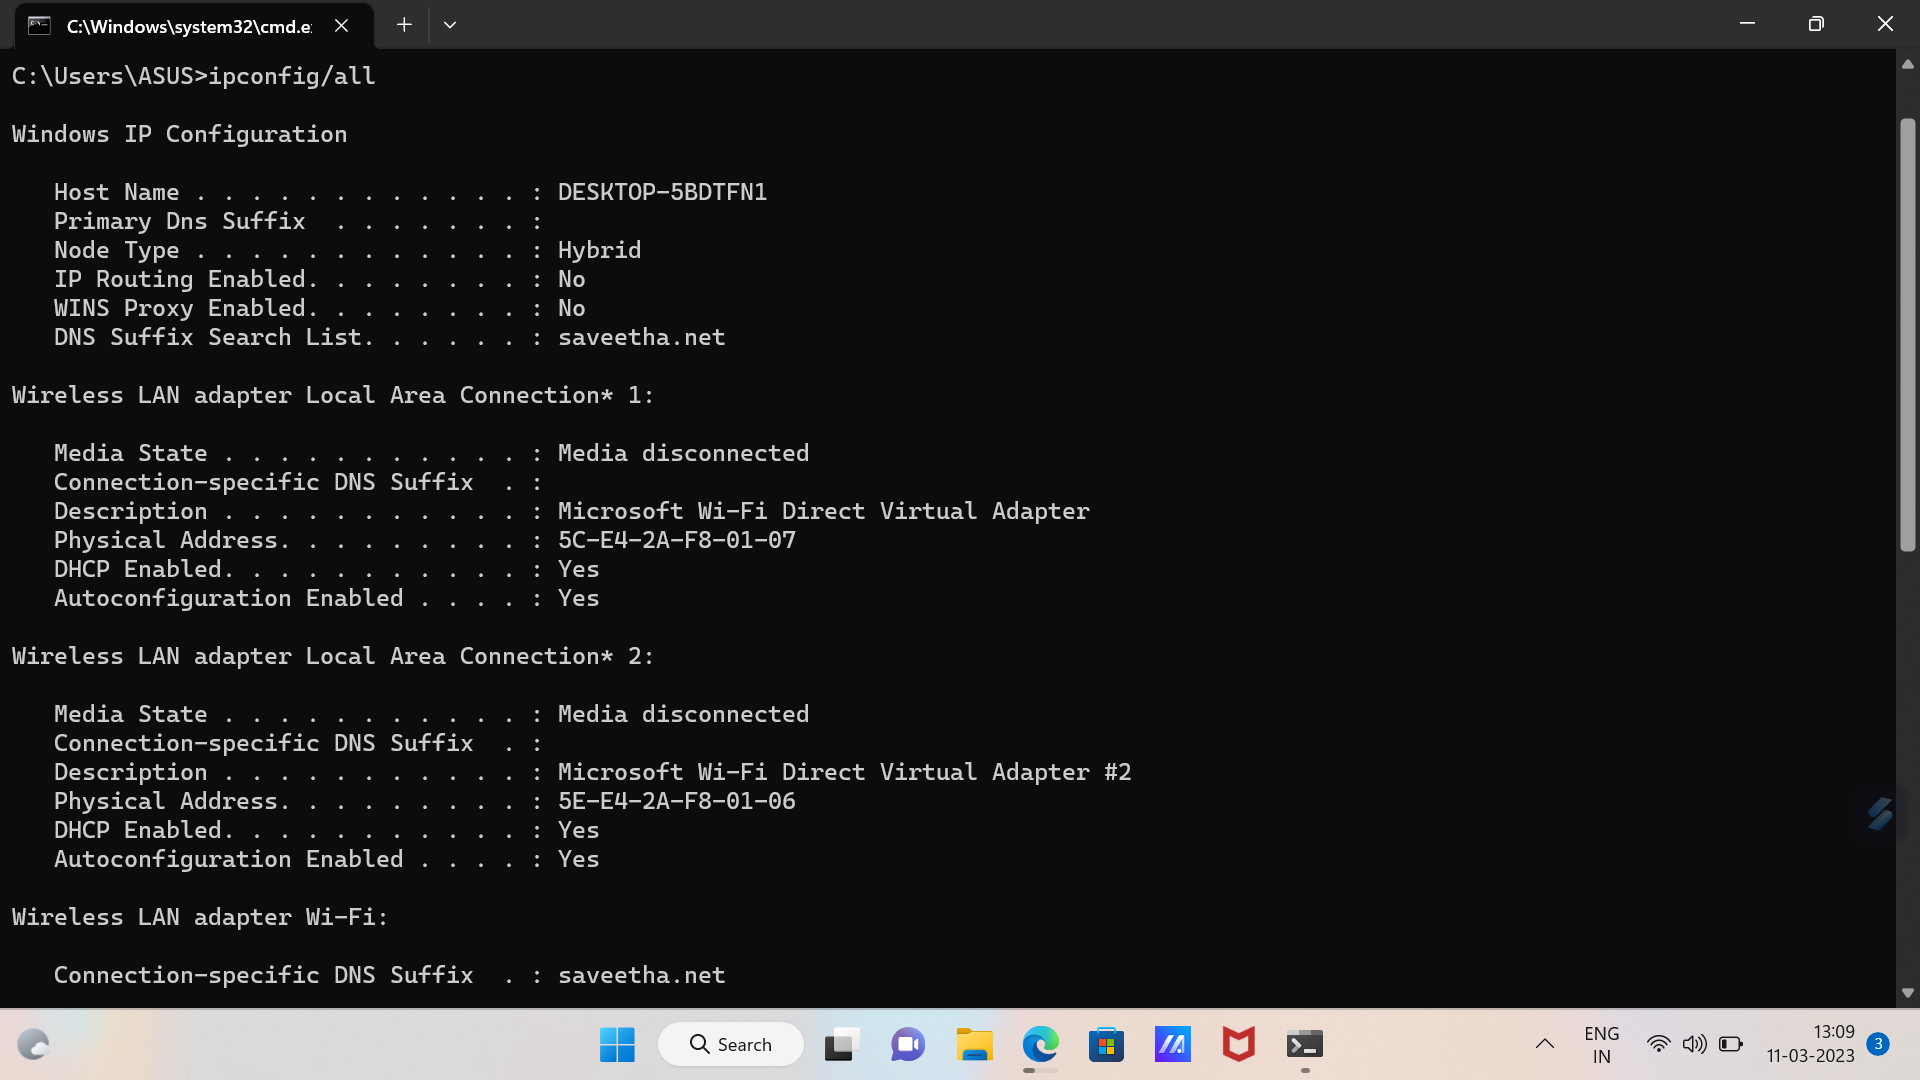 C:\Windows\system32\cmd.e
C:\Users\ASUS>ipconfig/all
Windows IP Configuration
Host Name . . . . . . . . . . . . : DESKTOP-5BDTFN1
Primary Dns Suffix  . . . . . . . :
Node Type . . . . . . . . . . . . : Hybrid
IP Routing Enabled. . . . . . . . : No
WINS Proxy Enabled. . . . . . . . : No
DNS Suffix Search List. . . . . . : saveetha.net
Wireless LAN adapter Local Area Connection* 1:
Media State . . . . . . . . . . . : Media disconnected
Connection-specific DNS Suffix  . :
Description . . . . . . . . . . . : Microsoft Wi-Fi Direct Virtual Adapter
Physical Address. . . . . . . . . : 5C-E4-2A-F8-01-07
DHCP Enabled. . . . . . . . . . . : Yes
Autoconfiguration Enabled . . . . : Yes
Wireless LAN adapter Local Area Connection* 2:
Media State . . . . . . . . . . . : Media disconnected
Connection-specific DNS Suffix  . :
Description . . . . . . . . . . . : Microsoft Wi-Fi Direct Virtual Adapter #2
Physical Address. . . . . . . . . : 5E-E4-2A-F8-01-06
DHCP Enabled. . . . . . . . . . . : Yes
Autoconfiguration Enabled . . . . : Yes
Wireless LAN adapter Wi-Fi:
Connection-specific DNS Suffix  . : saveetha.net
Search
ENG
IN
13:09
11-03-2023
3